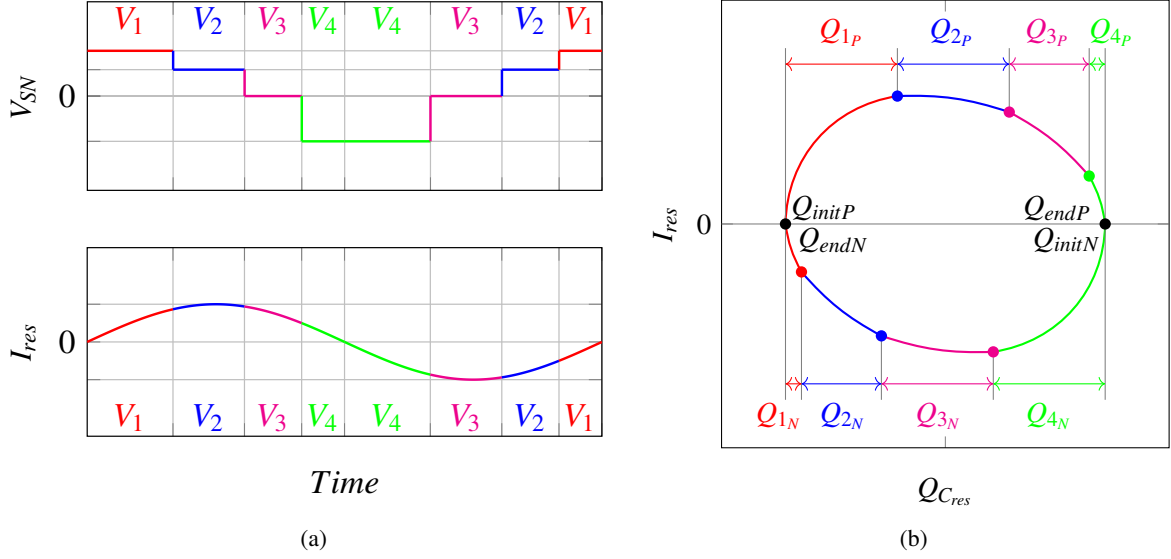 V1 V2 V3 V4 V4 V3 V2 V1
VSN
0
Ires
0
V1 V2 V3 V4 V4 V3 V2 V1
Time
(a)
Q1P Q2P Q3P Q4P
Ires
0
QinitP QendP
QendN QinitN
Q1N Q2N Q3N Q4N
QCres
(b)